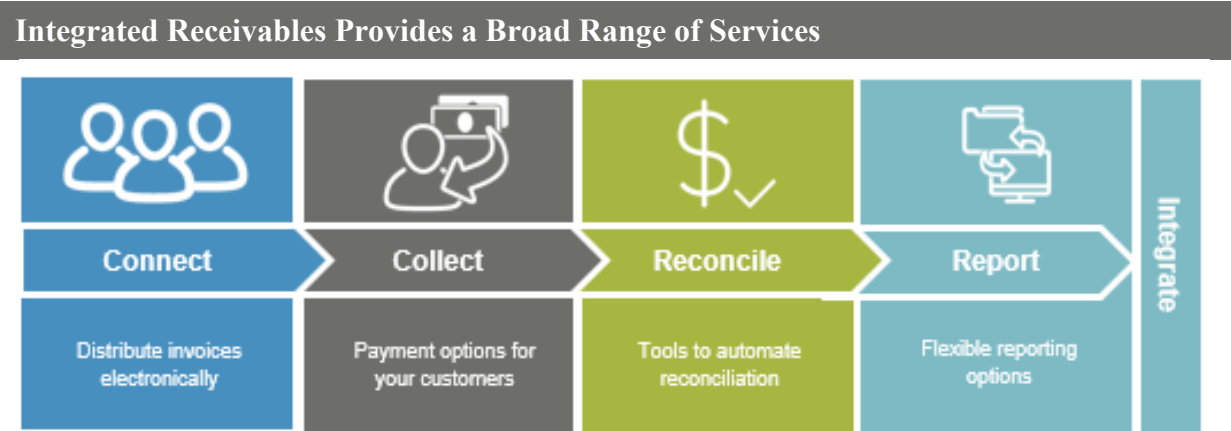 Integrated Receivables Provides a Broad Range of Services
Connect
Collect
Reconcile
Report
Integrate
Distribute invoices
electronically
Payment options for
your customers
Tools to automate
reconciliation
Flexible reporting
options